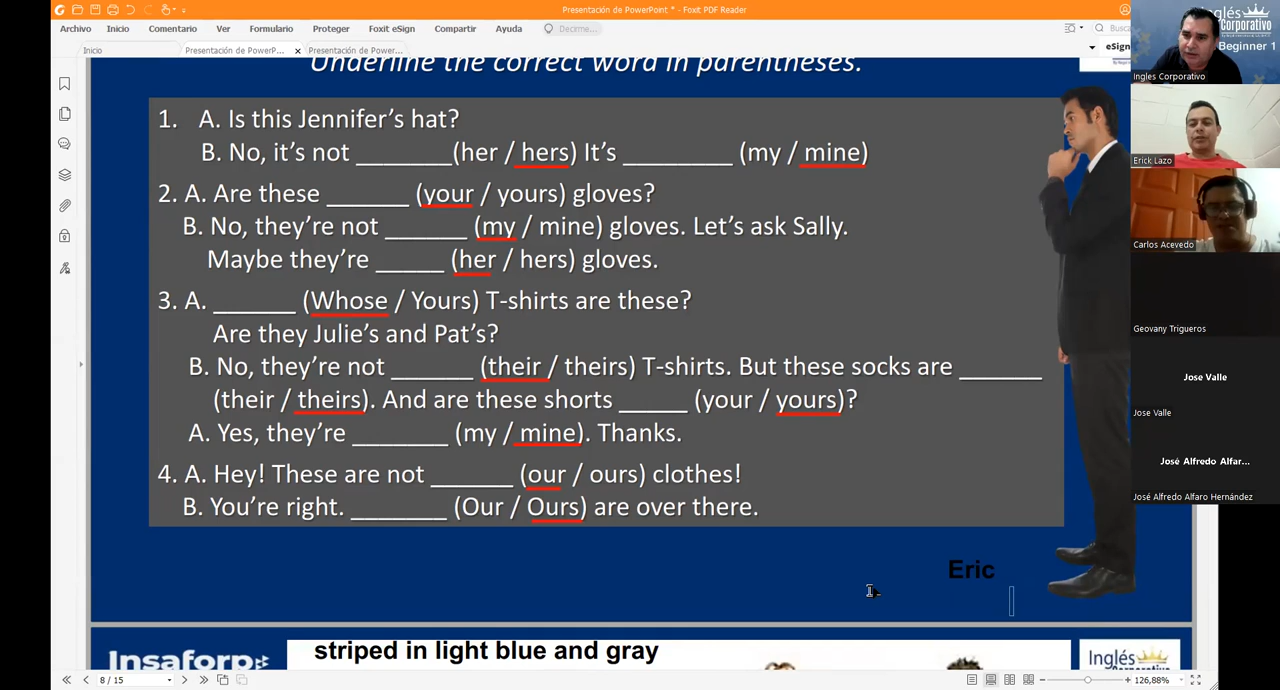 Presentación de PowerPoint * - Foxit PDF Reader
Archivo Inicio Comentario Ver Formulario Proteger Foxit eSign Compartir Ayuda Decirme...
Inicio Presentación de PowerP... Presentación de Power... eSign
Underline the correct word in parentheses.
1. A. Is this Jennifer's hat?
B. No, it's not ________(her / hers) It's _________ (my / mine)
2. A. Are these _______ (your / yours) gloves?
B. No, they're not _______ (my / mine) gloves. Let's ask Sally.
Maybe they're ______ (her / hers) gloves.
3. A. _______ (Whose / Yours) T-shirts are these?
Are they Julie's and Pat's?
B. No, they're not _______ (their / theirs) T-shirts. But these socks are _______
(their / theirs). And are these shorts ______ (your / yours)?
A. Yes, they're ________ (my / mine). Thanks.
4. A. Hey! These are not _______ (our / ours) clothes!
B. You're right. ________ (Our / Ours) are over there.
Eric
Insaforp
striped in light blue and gray
Inglés
8 / 15
126,88%
Inglés
Corporativo
Beginner 1
Ingles Corporativo
Erick Lazo
Carlos Acevedo
Geovany Trigueros
Jose Valle
Jose Valle
José Alfredo Alfar...
José Alfredo Alfaro Hernández